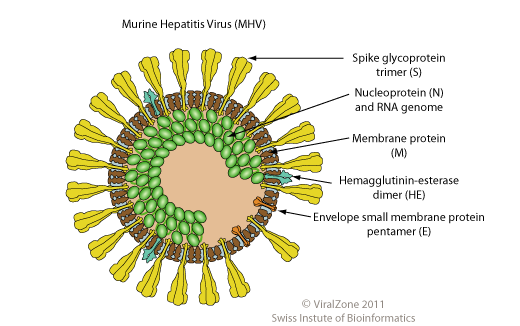 Murine Hepatitis Virus (MHV)
Spike glycoprotein
trimer (S)
Nucleoprotein (N)
and RNA genome
Membrane protein
(M)
Hemagglutinin-esterase
dimer (HE)
Envelope small membrane protein
pentamer (E)
© ViralZone 2011
Swiss Instute of Bioinformatics